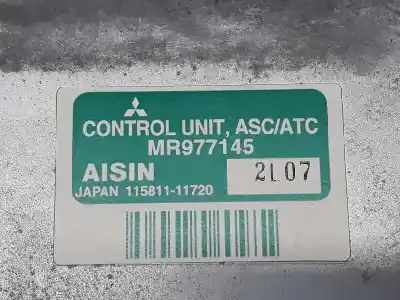 CONTROL UNIT, ASC/ATC
MR977145
AISIN 2L07
JAPAN 115811-11720